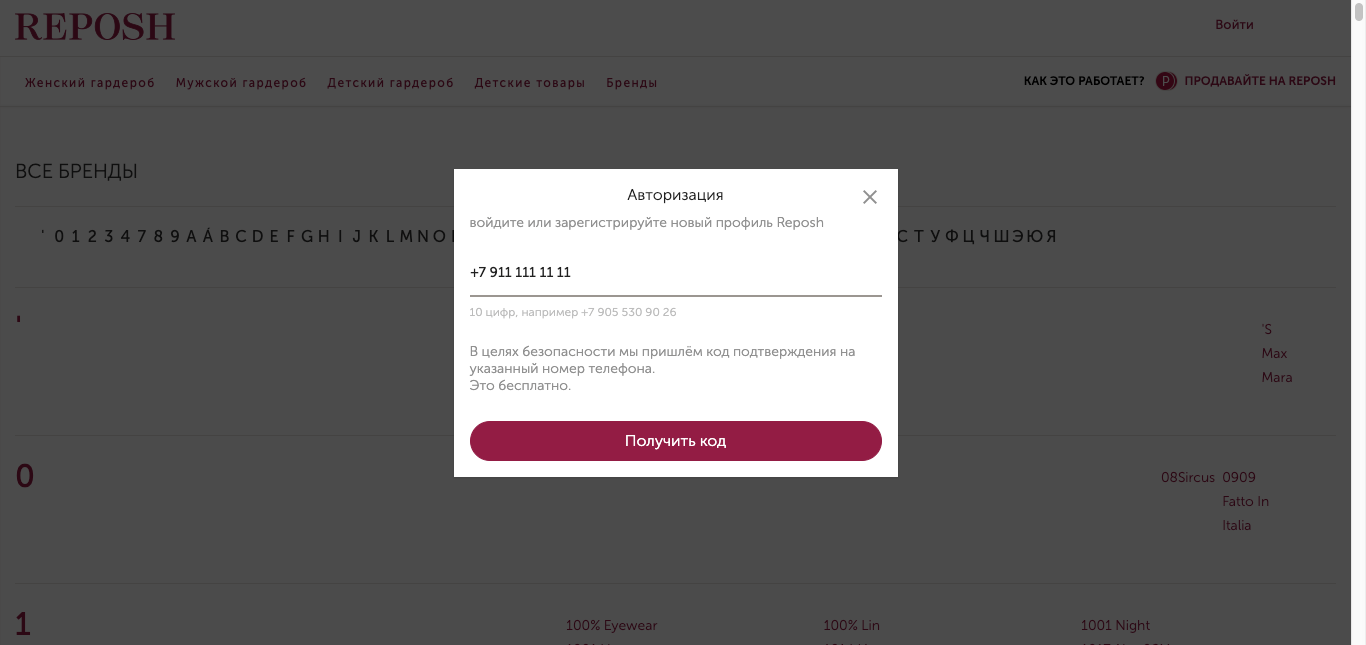 REPOSH
Войти
Женский гардероб Мужской гардероб Детский гардероб Детские товары Бренды
КАК ЭТО РАБОТАЕТ? P ПРОДАВАЙТЕ НА REPOSH
ВСЕ БРЕНДЫ
' 0 1 2 3 4 7 8 9 A Á B C D E F G H I J K L M N O
С Т У Ф Ц Ч Ш Э Ю Я
Авторизация
войдите или зарегистрируйте новый профиль Reposh
+7 911 111 11 11
10 цифр, например +7 905 530 90 26
В целях безопасности мы пришлём код подтверждения на
указанный номер телефона.
Это бесплатно.
Получить код
'
'S
Max
Mara
0
08Sircus 0909
Fatto In
Italia
1
100% Eyewear 100% Lin 1001 Night